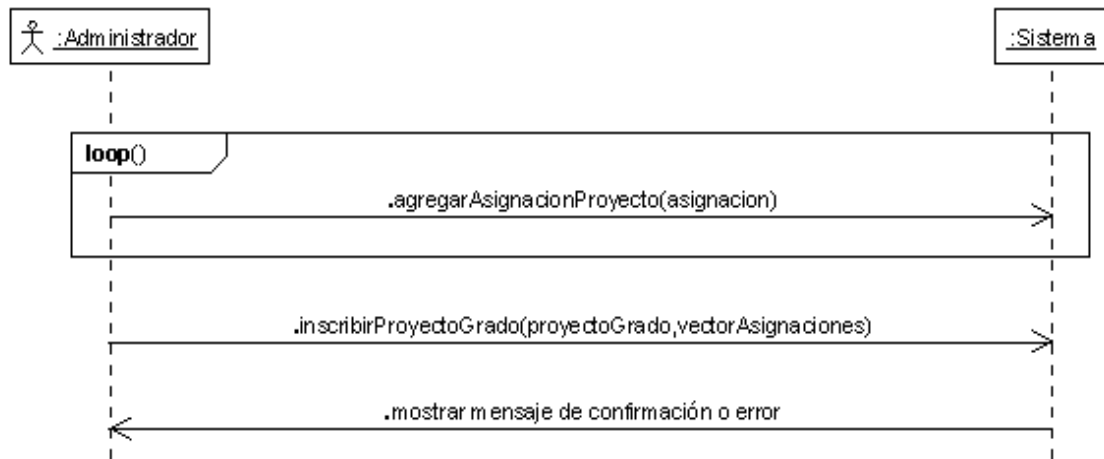 :Administrador
:Sistema
loop()
.agregarAsignacionProyecto(asignacion)
.inscribirProyectoGrado(proyectoGrado,vectorAsignaciones)
.mostrar mensaje de confirmación o error